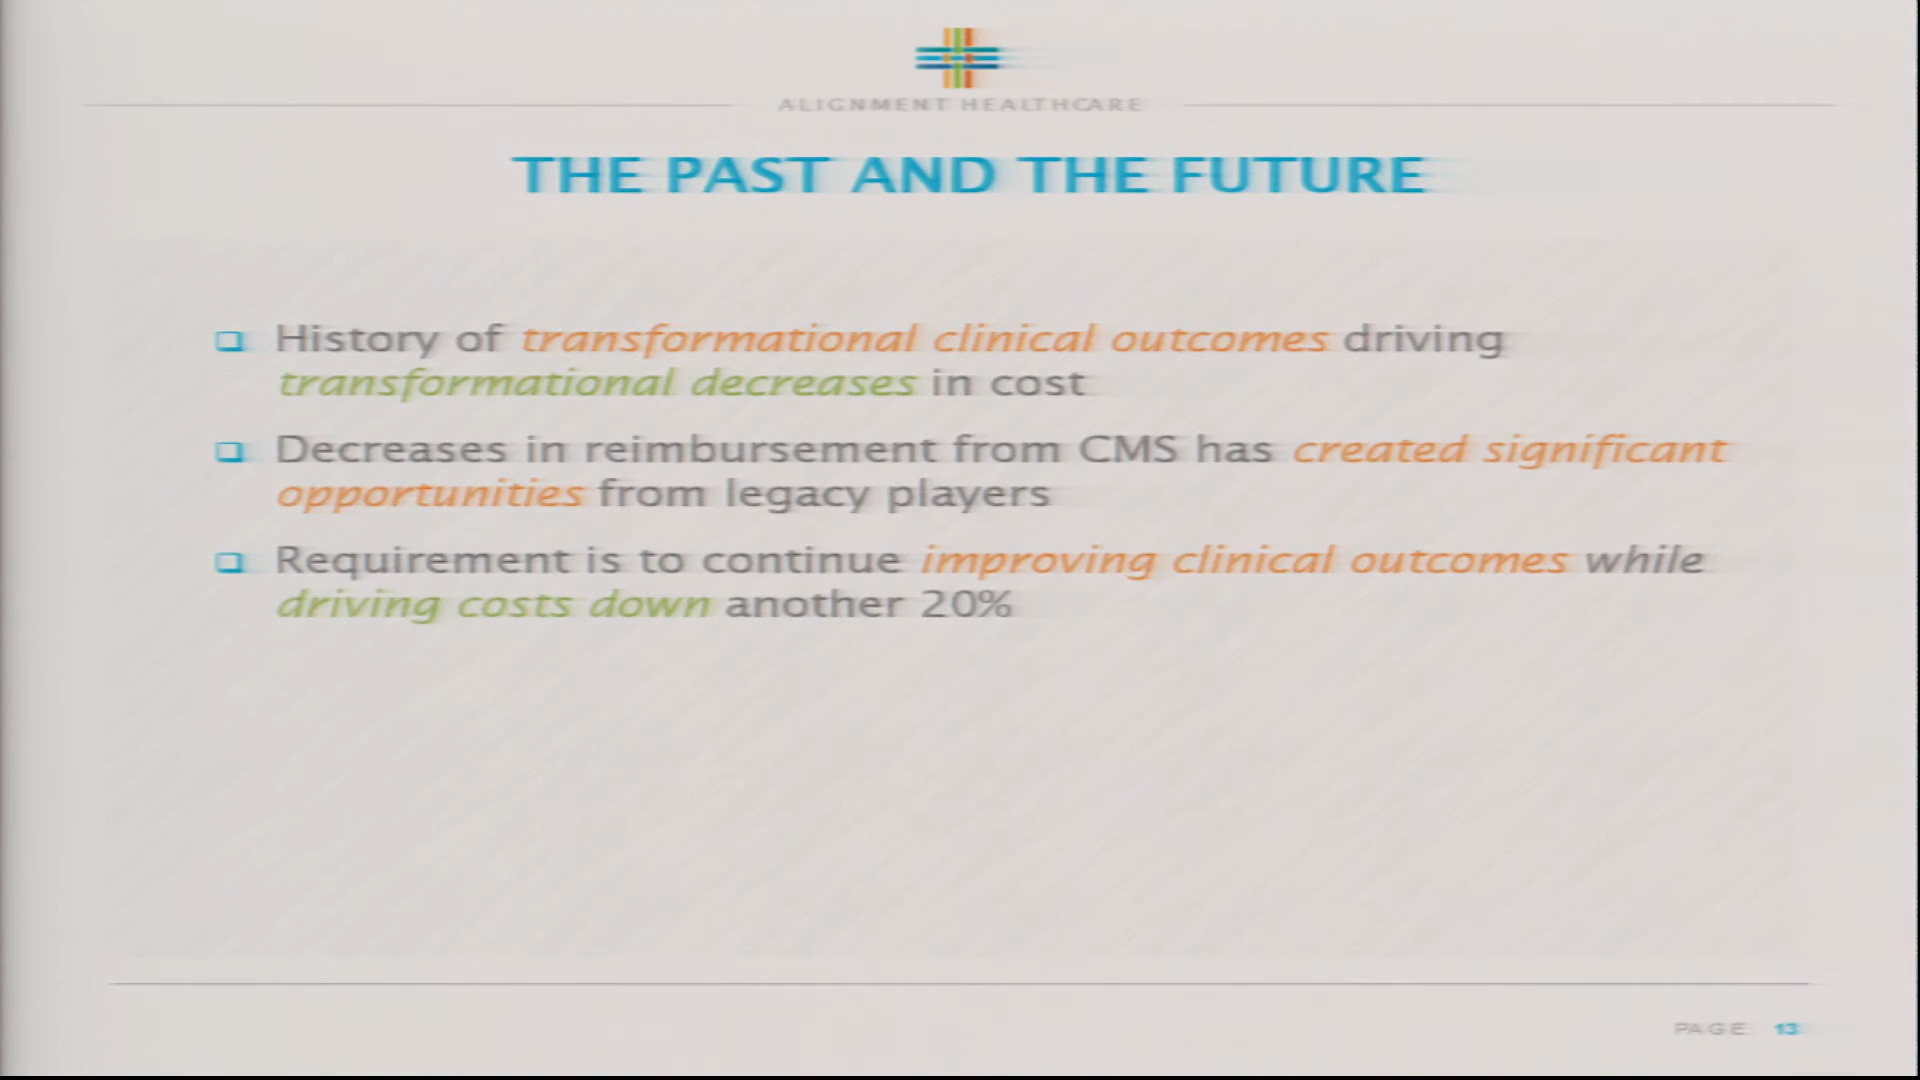 ALIGNMENT HEALTHCARE
THE PAST AND THE FUTURE
History of transformational clinical outcomes driving
transformational decreases in cost
Decreases in reimbursement from CMS has created significant
opportunities from legacy players
Requirement is to continue improving clinical outcomes while
driving costs down another 20%
PAGE 13